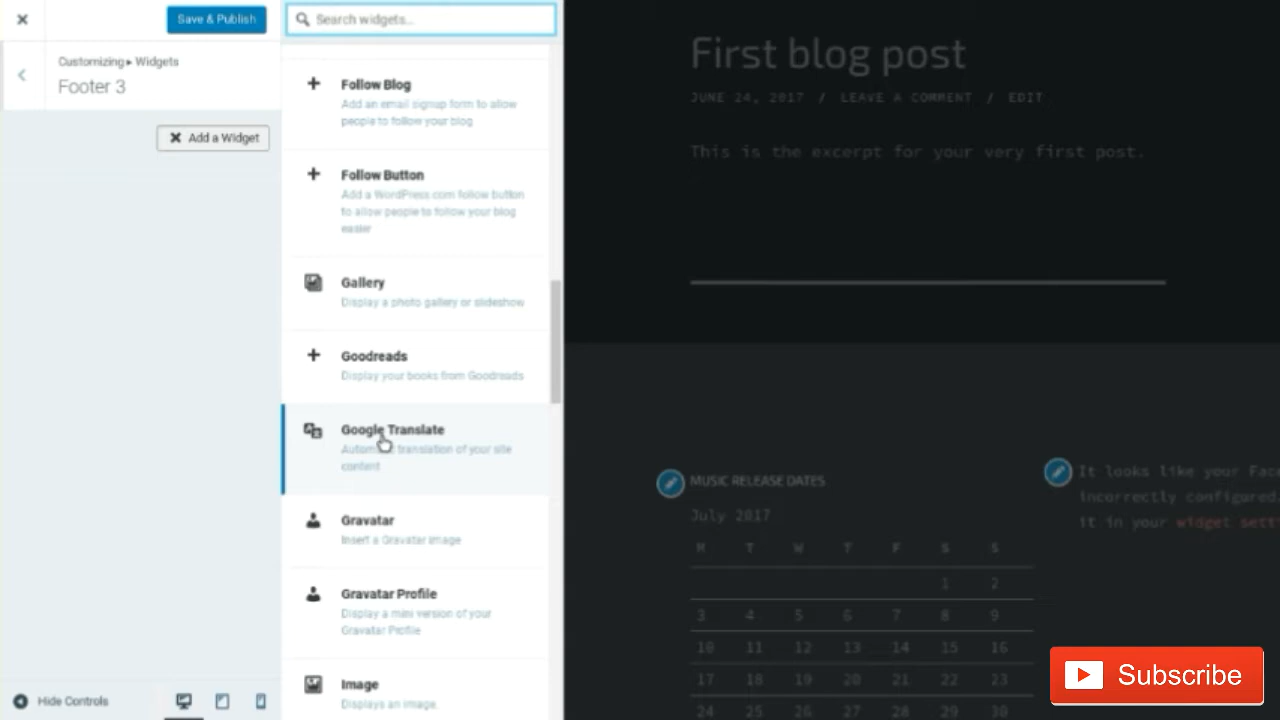 Save & Publish
Search widgets...
Customizing ▸ Widgets
Footer 3
Add a Widget
Follow Blog
Add an email signup form to allow
people to follow your blog
Follow Button
Add a WordPress.com follow button
to allow people to follow your blog
easier
Gallery
Display a photo gallery or slideshow
Goodreads
Display your books from Goodreads
Google Translate
translation of your site
content
Gravatar
Insert a Gravatar image
Gravatar Profile
Display a mini version of your
Gravatar Profile
Image
Displays an image.
Hide Controls
First blog post
JUNE 24, 2017 / LEAVE A COMMENT / EDIT
This is the excerpt for your very first post.
MUSIC RELEASE DATES
July 2017
M T W T F S S
1 2
3 4 5 6 7 8 9
10 11 12 13 14 15 16
17 18 19 20 21 22 23
24 25 26 27 28 29 30
It looks like your
incorrectly configured.
it in your widget
Subscribe